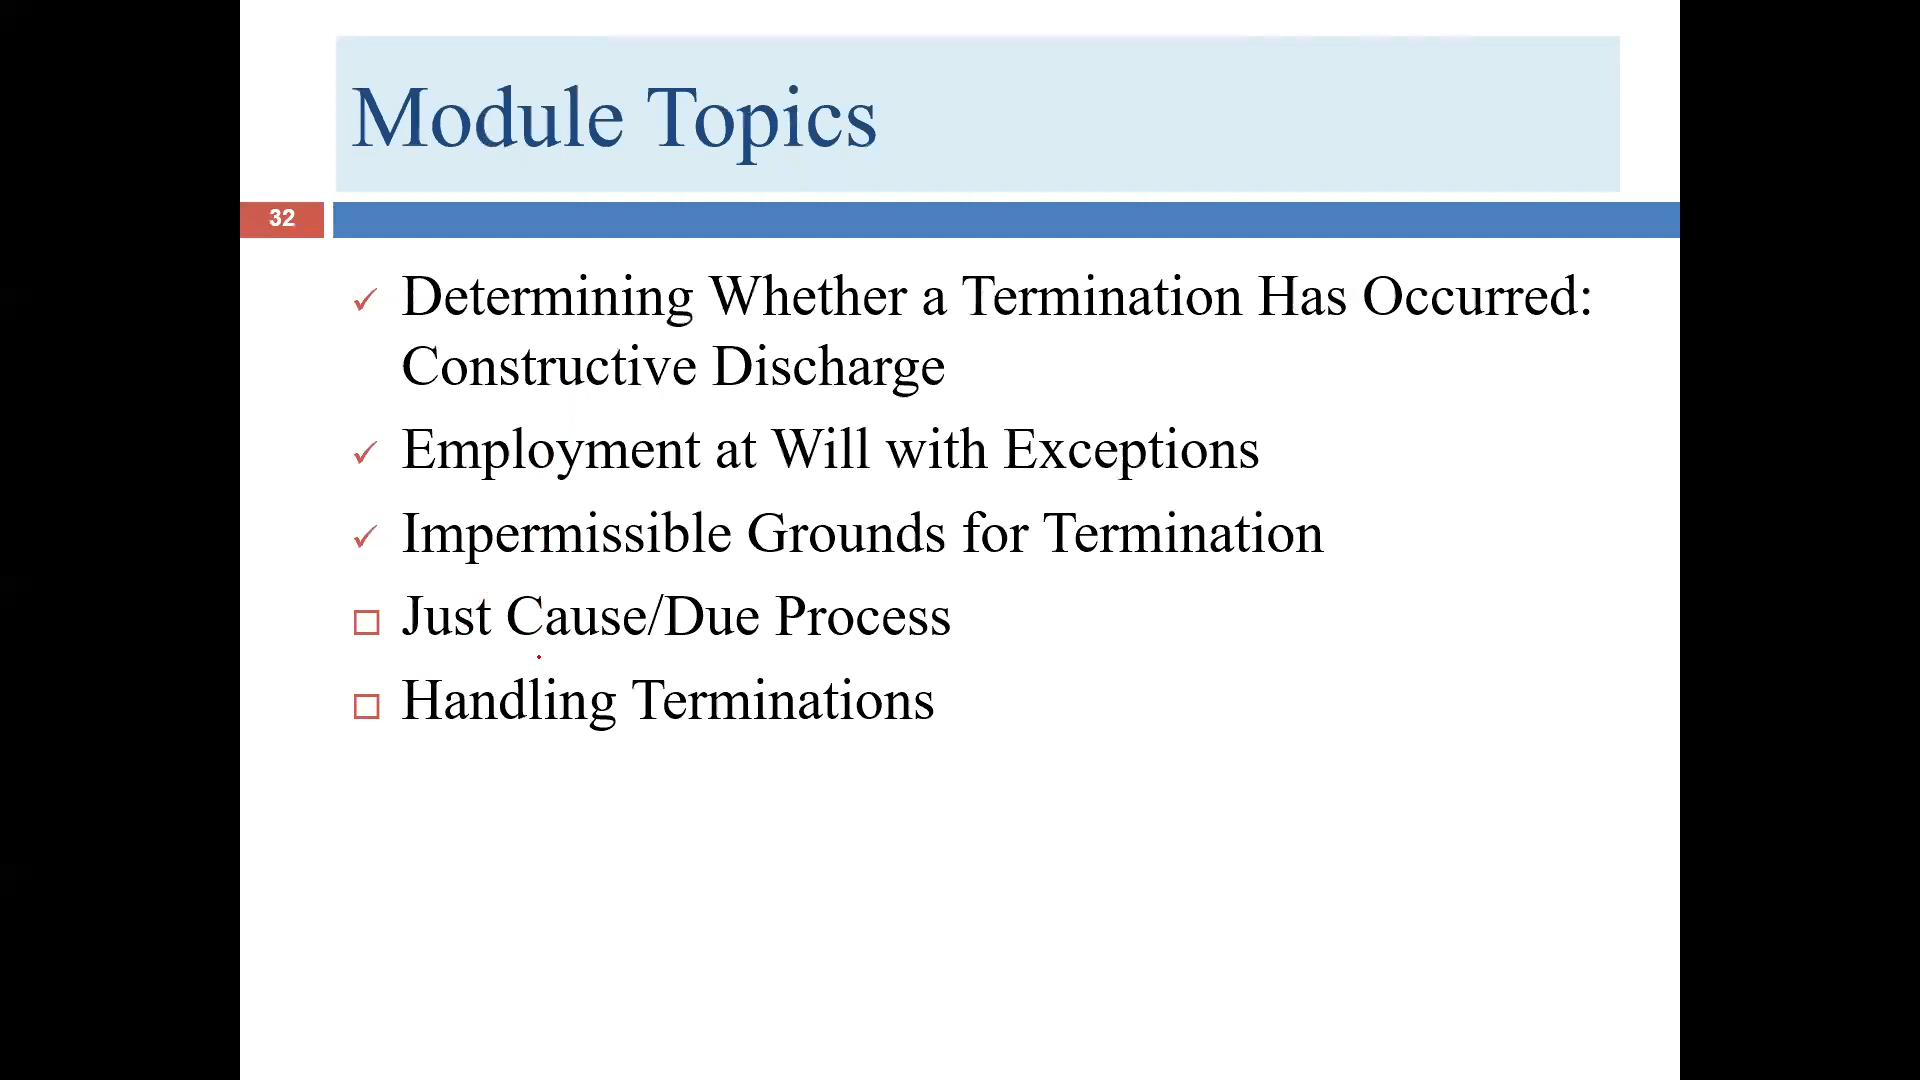 Module Topics
32
Determining Whether a Termination Has Occurred:
Constructive Discharge
Employment at Will with Exceptions
Impermissible Grounds for Termination
Just Cause/Due Process
Handling Terminations